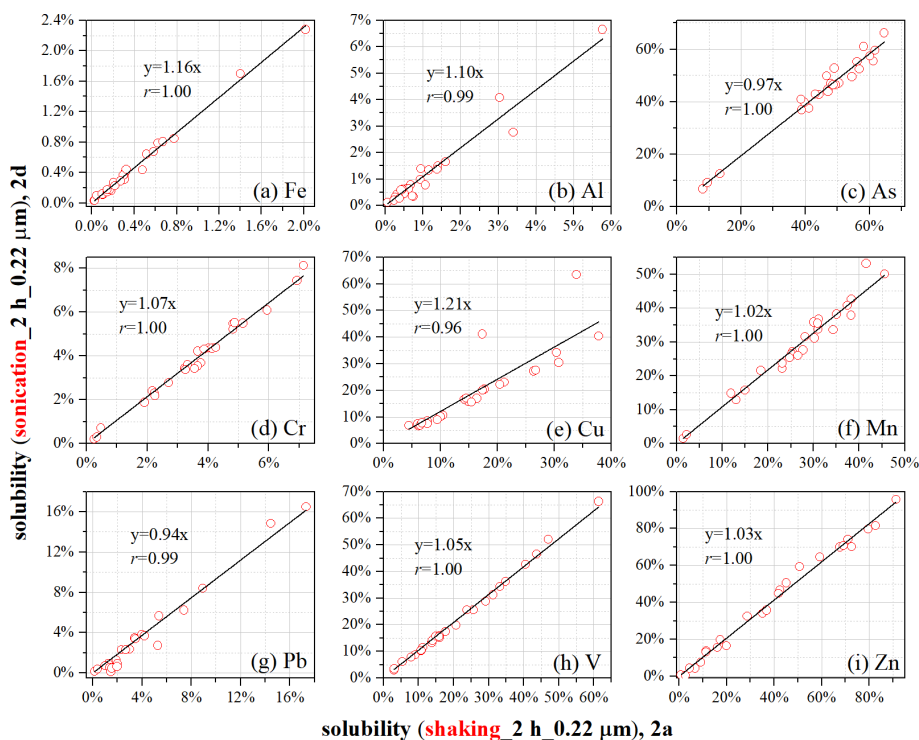 solubility (sonication_2 h_0.22 μm), 2d
2.4%
2.0%
1.6%
1.2%
0.8%
0.4%
0.0%
y=1.16x
r=1.00
(a) Fe
0.0% 0.4% 0.8% 1.2% 1.6% 2.0%
7%
6%
5%
4%
3%
2%
1%
0%
y=1.10x
r=0.99
(b) Al
0% 1% 2% 3% 4% 5% 6%
60%
40%
20%
0%
y=0.97x
r=1.00
(c) As
0% 20% 40% 60%
8%
6%
4%
2%
0%
y=1.07x
r=1.00
(d) Cr
0% 2% 4% 6%
70%
60%
50%
40%
30%
20%
10%
0%
y=1.21x
r=0.96
(e) Cu
0% 10% 20% 30% 40%
50%
40%
30%
20%
10%
0%
y=1.02x
r=1.00
(f) Mn
0% 10% 20% 30% 40% 50%
16%
12%
8%
4%
0%
y=0.94x
r=0.99
(g) Pb
0% 4% 8% 12% 16%
70%
60%
50%
40%
30%
20%
10%
0%
y=1.05x
r=1.00
(h) V
0% 10% 20% 30% 40% 50% 60%
100%
80%
60%
40%
20%
0%
y=1.03x
r=1.00
(i) Zn
0% 20% 40% 60% 80%
solubility (shaking_2 h_0.22 μm), 2a